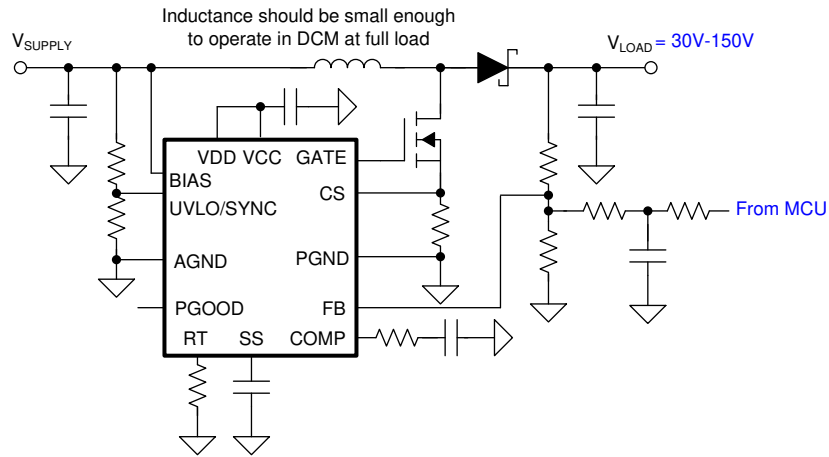 Inductance should be small enough
to operate in DCM at full load
VSUPPLY
VLOAD = 30V-150V
VDD VCC GATE
BIAS
CS
UVLO/SYNC
From MCU
AGND
PGND
PGOOD
FB
RT SS COMP